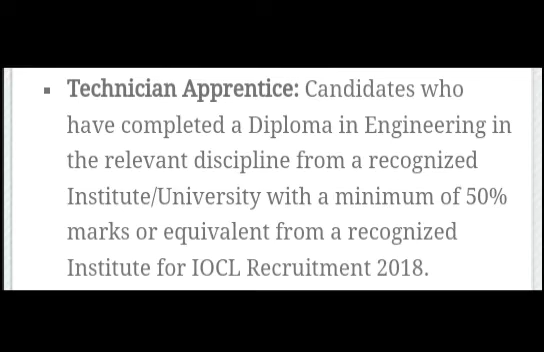 ▪ Technician Apprentice: Candidates who
have completed a Diploma in Engineering in
the relevant discipline from a recognized
Institute/University with a minimum of 50%
marks or equivalent from a recognized
Institute for IOCL Recruitment 2018.